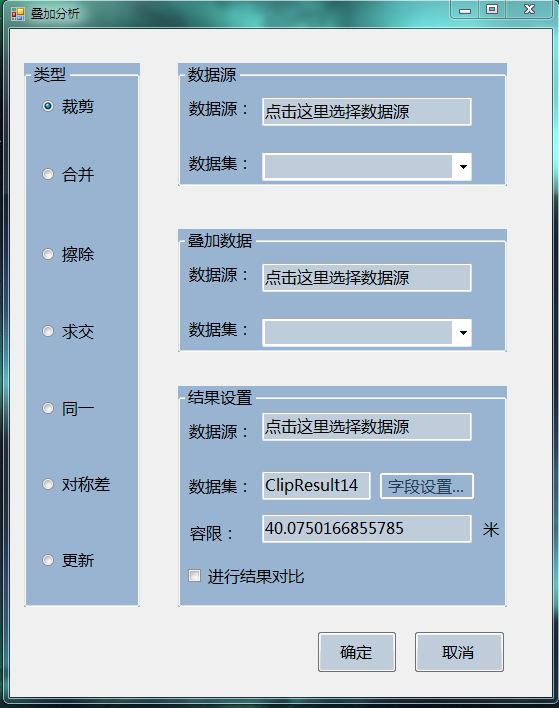 叠加分析
类型
裁剪
合并
擦除
求交
同一
对称差
更新
数据源
数据源： 点击这里选择数据源
数据集：
叠加数据
数据源： 点击这里选择数据源
数据集：
结果设置
数据源： 点击这里选择数据源
数据集： ClipResult14 字段设置...
容限： 40.0750166855785 米
进行结果对比
确定 取消